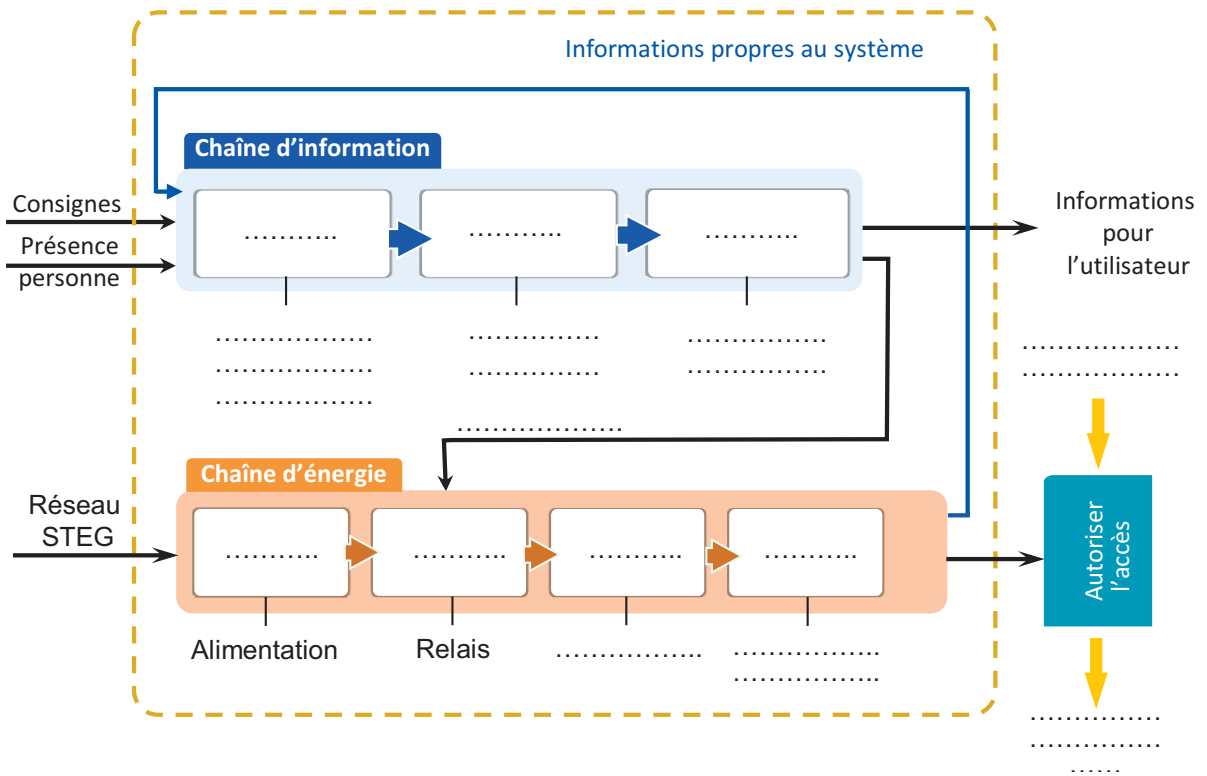 Informations propres au système
Chaîne d'information
Consignes
Présence
personne
...........
...........
...........
Informations
pour
l'utilisateur
.................
..............
...............
.................
..............
...............
.................
.................
.................
..................
Chaîne d'énergie
Réseau
STEG
...........
...........
...........
...........
Autoriser
l'accès
Alimentation
Relais
................
................
................
..............
..............
......